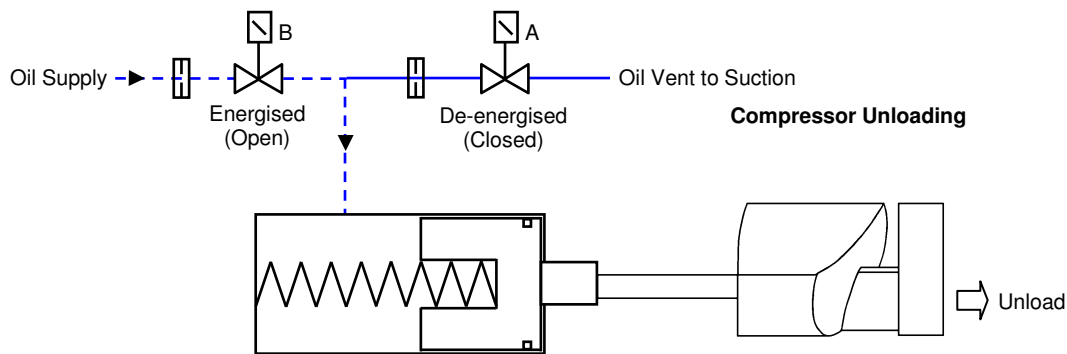 B
A
Oil Supply
Oil Vent to Suction
Energised
(Open)
De-energised
(Closed)
Compressor Unloading
Unload